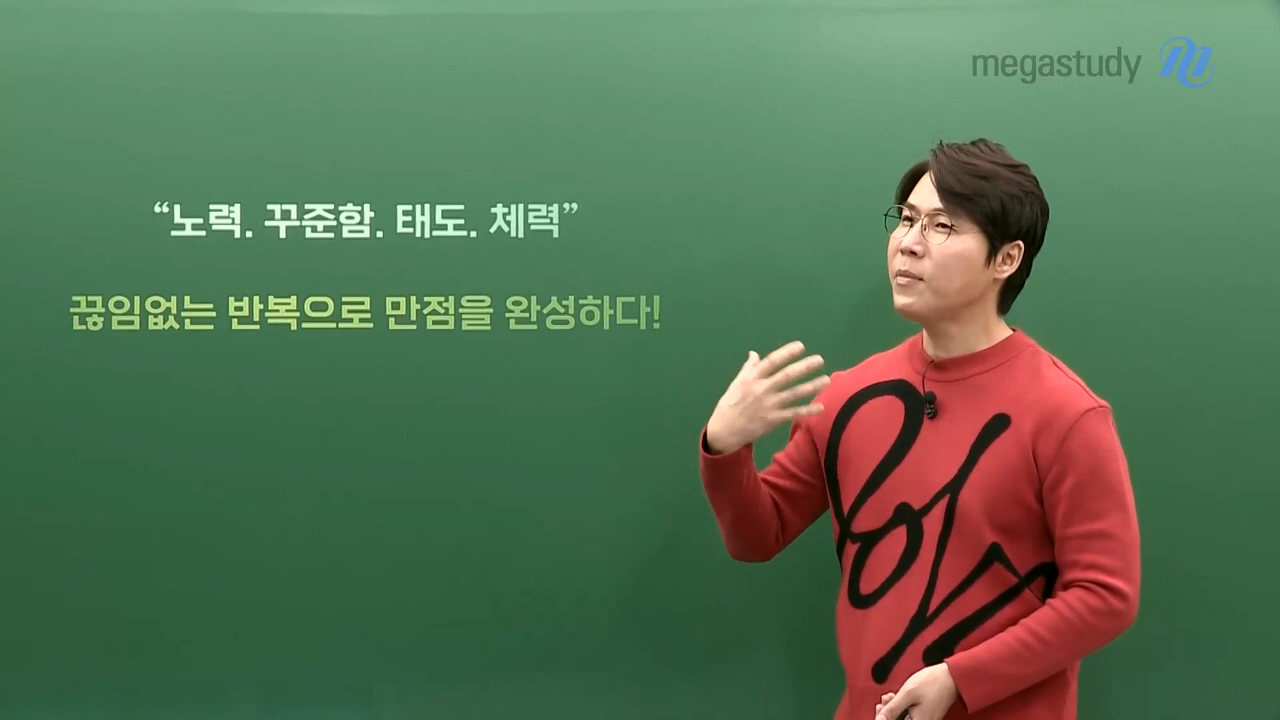 megastudy
“노력. 꾸준함. 태도. 체력”
끊임없는 반복으로 만점을 완성하다!